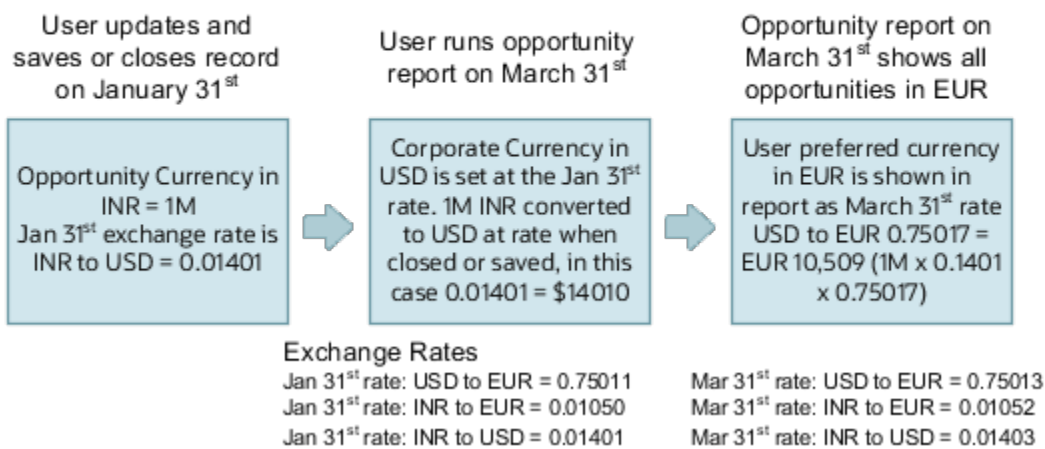 User updates and
saves or closes record
on January 31st
User runs opportunity
report on March 31st
Opportunity report on
March 31st shows all
opportunities in EUR
Opportunity Currency in
INR = 1M
Jan 31st exchange rate is
INR to USD = 0.01401
Corporate Currency in
USD is set at the Jan 31st
rate. 1M INR converted
to USD at rate when
closed or saved, in this
case 0.01401 = $14010
User preferred currency
in EUR is shown in
report as March 31st rate
USD to EUR 0.75017 =
EUR 10,509 (1M x 0.1401
x 0.75017)
Exchange Rates
Jan 31st rate: USD to EUR = 0.75011
Jan 31st rate: INR to EUR = 0.01050
Jan 31st rate: INR to USD = 0.01401
Mar 31st rate: USD to EUR = 0.75013
Mar 31st rate: INR to EUR = 0.01052
Mar 31st rate: INR to USD = 0.01403